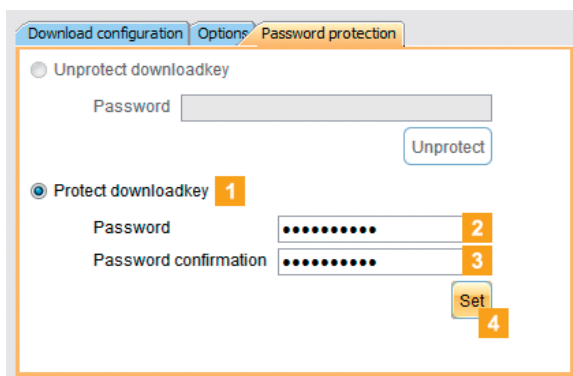 Download configuration Options Password protection
Unprotect downloadkey
Password
Unprotect
Protect downloadkey 1
Password •••••••••• 2
Password confirmation •••••••••• 3
Set
4